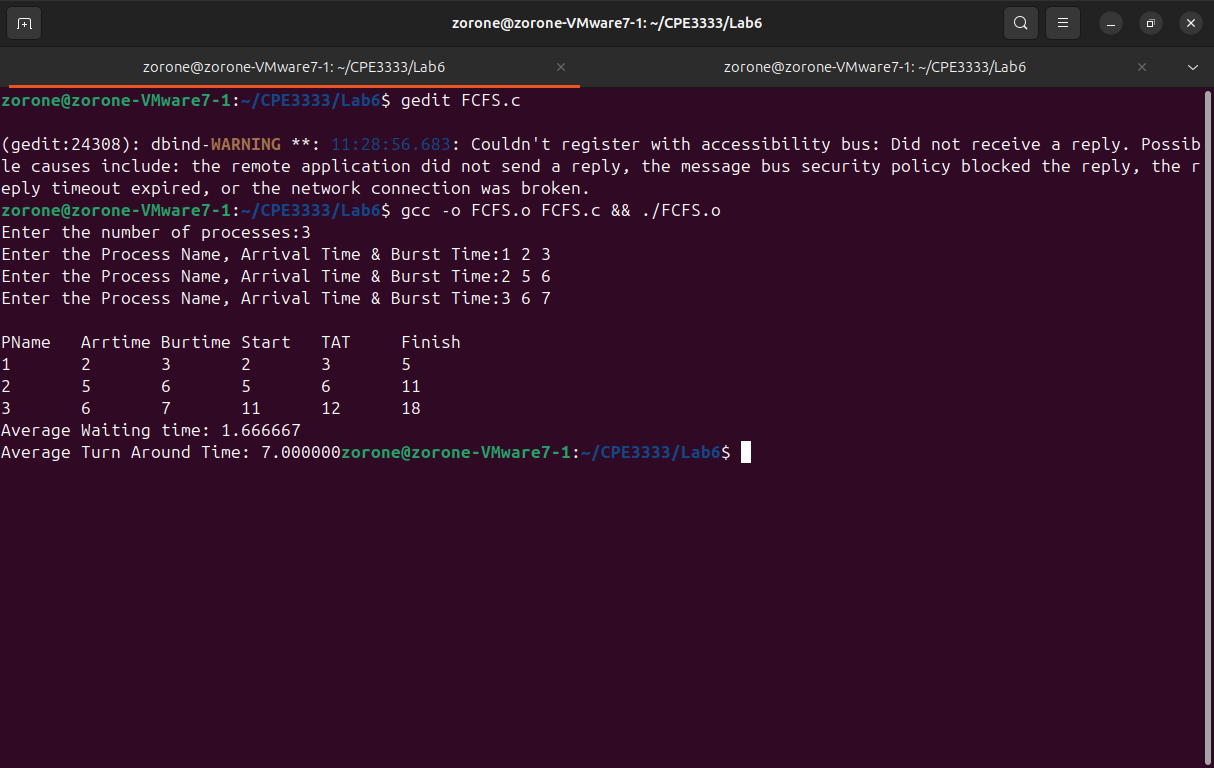 zorone@zorone-VMware7-1: ~/CPE3333/Lab6
zorone@zorone-VMware7-1: ~/CPE3333/Lab6 zorone@zorone-VMware7-1: ~/CPE3333/Lab6
zorone@zorone-VMware7-1:~/CPE3333/Lab6$ gedit FCFS.c
(gedit:24308): dbind-WARNING **: 11:28:56.683: Couldn't register with accessibility bus: Did not receive a reply. Possib
le causes include: the remote application did not send a reply, the message bus security policy blocked the reply, the r
eply timeout expired, or the network connection was broken.
zorone@zorone-VMware7-1:~/CPE3333/Lab6$ gcc -o FCFS.o FCFS.c && ./FCFS.o
Enter the number of processes:3
Enter the Process Name, Arrival Time & Burst Time:1 2 3
Enter the Process Name, Arrival Time & Burst Time:2 5 6
Enter the Process Name, Arrival Time & Burst Time:3 6 7
PName Arrtime Burtime Start TAT Finish
1 2 3 2 3 5
2 5 6 5 6 11
3 6 7 11 12 18
Average Waiting time: 1.666667
Average Turn Around Time: 7.000000zorone@zorone-VMware7-1:~/CPE3333/Lab6$